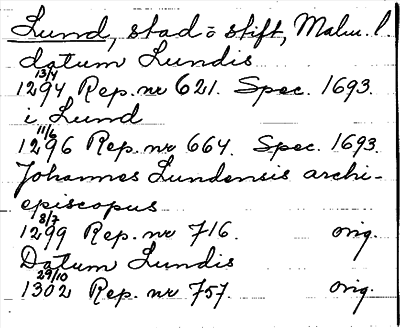 Lund, stad o stift, Malm. l.
datum Lundis
13/4
1294 Rep. nr 621. Spec. 1693.
i Lund
11/6
1296 Rep. nr 664. Spec. 1693.
Johannes Lundensis archi-
episcopus
8/7
1299 Rep. nr 716. orig.
Datum Lundis
29/10
1302 Rep. nr 757. orig.